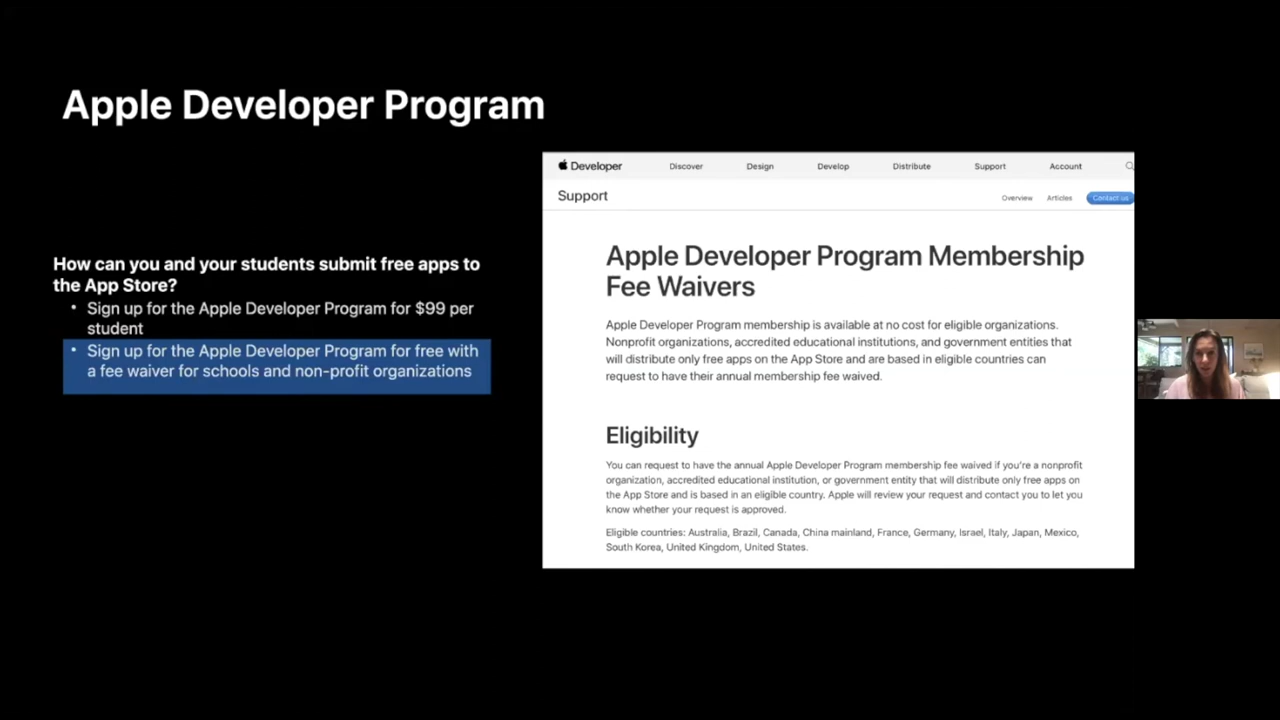 Apple Developer Program
How can you and your students submit free apps to
the App Store?
• Sign up for the Apple Developer Program for $99 per
student
• Sign up for the Apple Developer Program for free with
a fee waiver for schools and non-profit organizations
Developer Discover Design Develop Distribute Support Account
Support Overview Articles Contact us
Apple Developer Program Membership
Fee Waivers
Apple Developer Program membership is available at no cost for eligible organizations.
Nonprofit organizations, accredited educational institutions, and government entities that
will distribute only free apps on the App Store and are based in eligible countries can
request to have their annual membership fee waived.
Eligibility
You can request to have the annual Apple Developer Program membership fee waived if you're a nonprofit
organization, accredited educational institution, or government entity that will distribute only free apps on
the App Store and is based in an eligible country. Apple will review your request and contact you to let you
know whether your request is approved.
Eligible countries: Australia, Brazil, Canada, China mainland, France, Germany, Israel, Italy, Japan, Mexico,
South Korea, United Kingdom, United States.